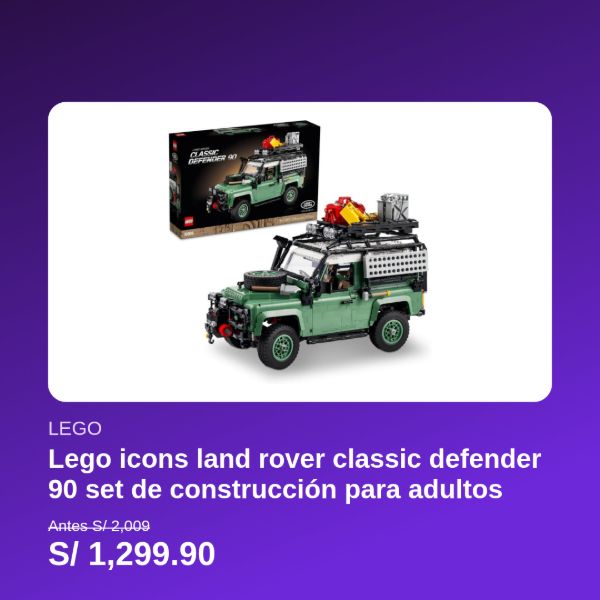 CLASSIC
DEFENDER 90
LEGO
Lego icons land rover classic defender
90 set de construcción para adultos
Antes S/ 2,009
S/ 1,299.90